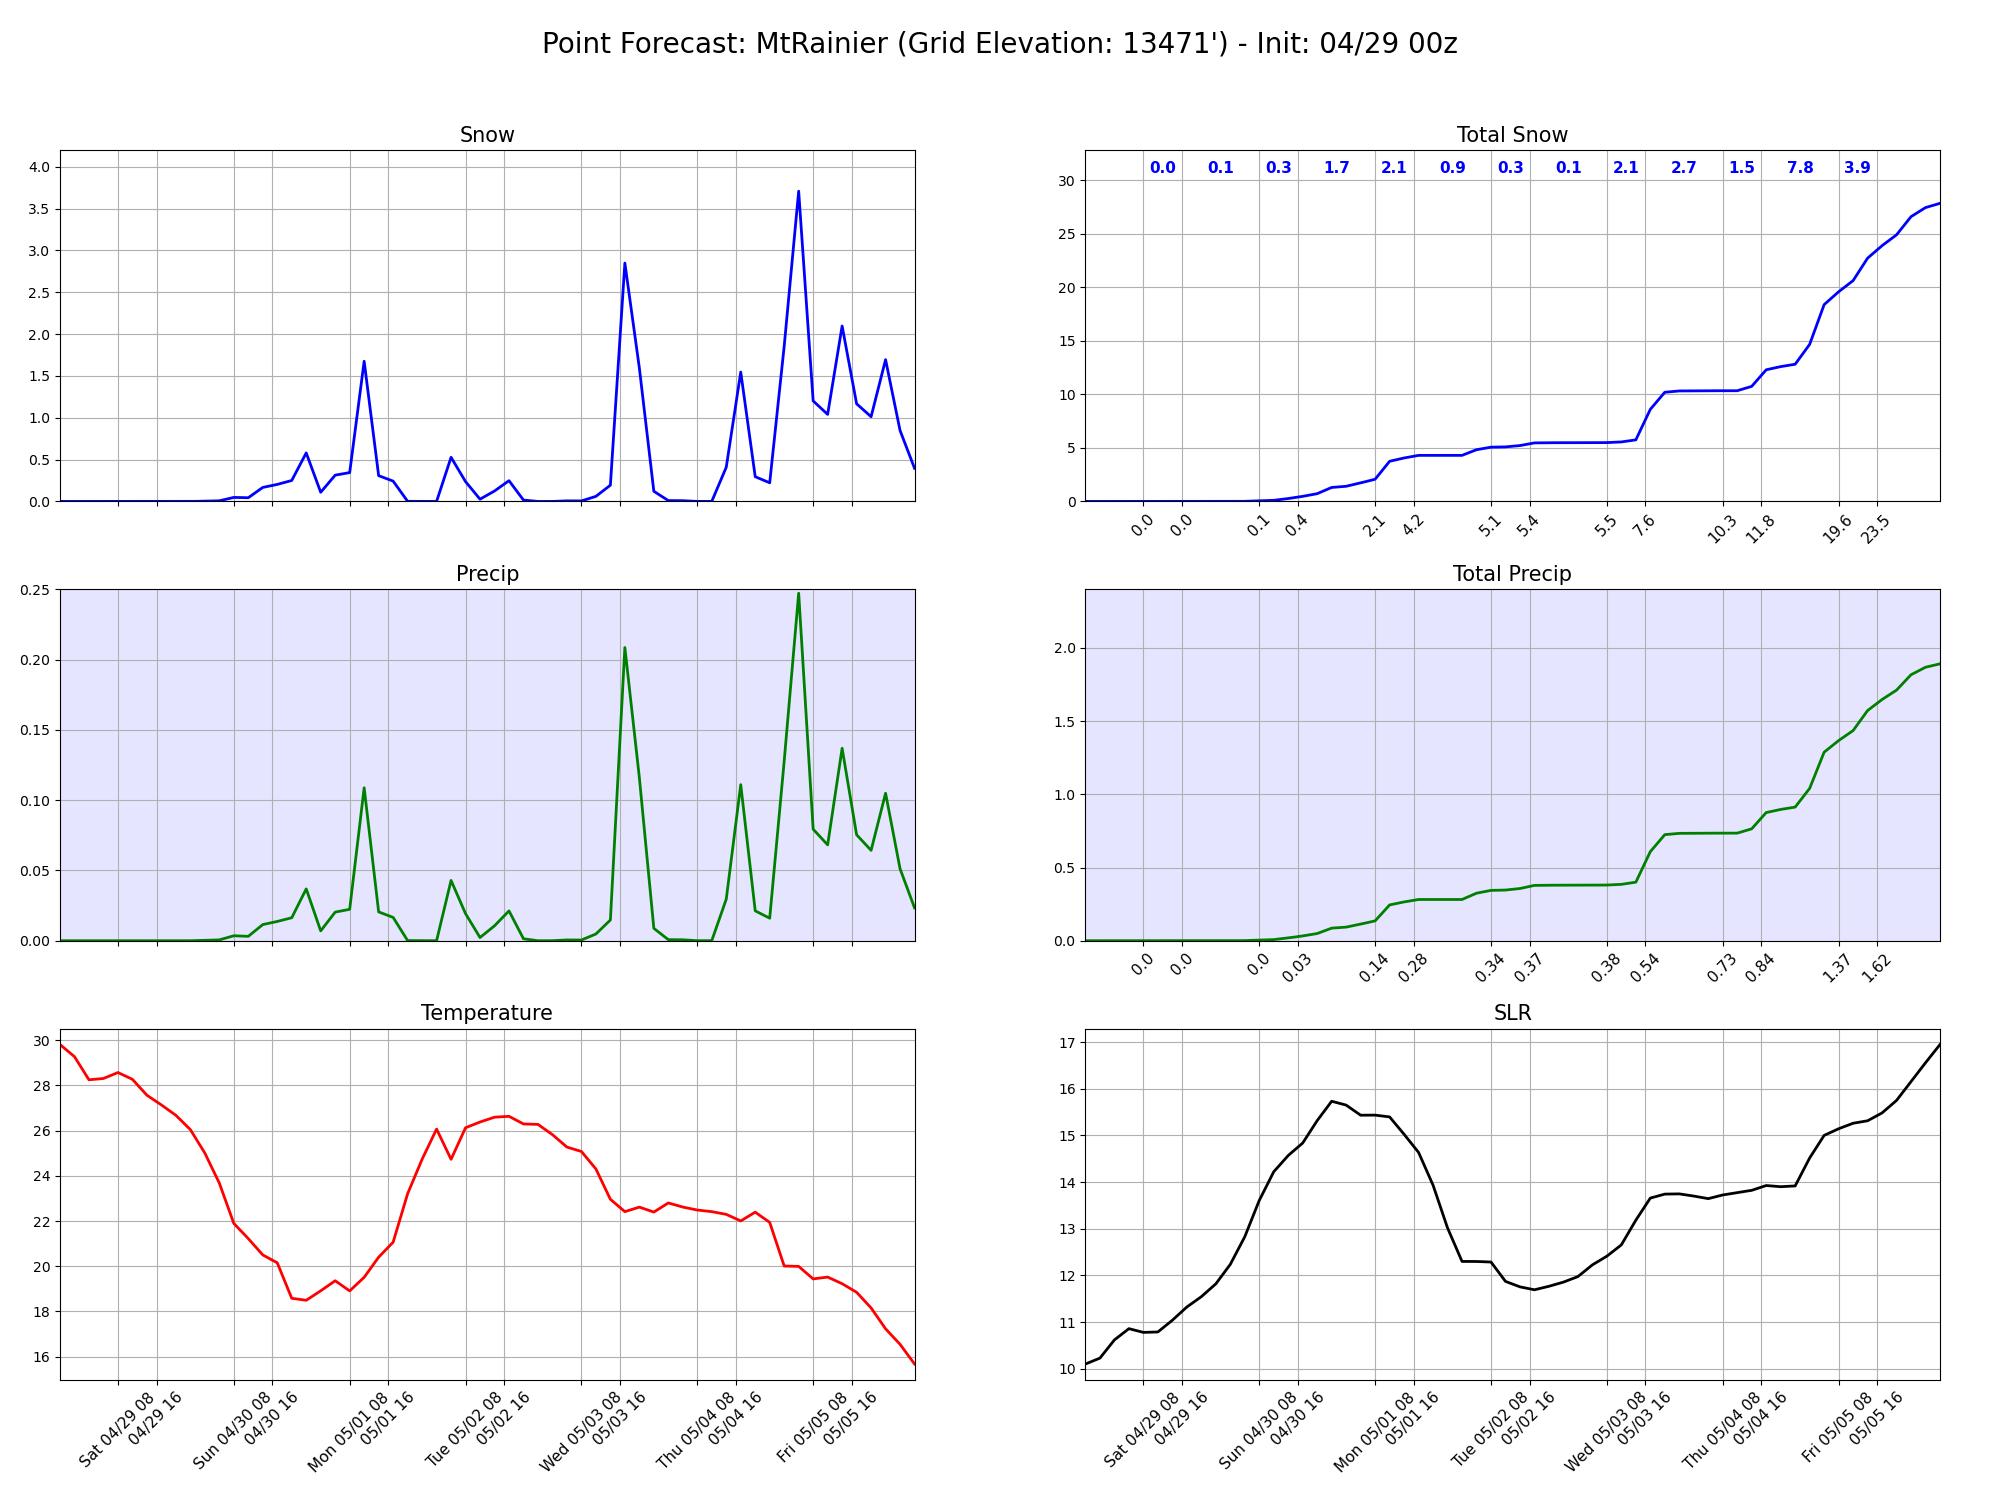 Point Forecast: MtRainier (Grid Elevation: 13471') - Init: 04/29 00z
Snow
4.0
3.5
3.0
2.5
2.0
1.5
1.0
0.5
0.0
Total Snow
0.0 0.1 0.3 1.7 2.1 0.9 0.3 0.1 2.1 2.7 1.5 7.8 3.9
30
25
20
15
10
5
0
0.0 0.0 0.1 0.4 2.1 4.2 5.1 5.4 5.5 7.6 10.3 11.8 19.6 23.5
Precip
0.25
0.20
0.15
0.10
0.05
0.00
Total Precip
2.0
1.5
1.0
0.5
0.0
0.0 0.0 0.0 0.03 0.14 0.28 0.34 0.37 0.38 0.54 0.73 0.84 1.37 1.62
Temperature
30
28
26
24
22
20
18
16
Sat 04/29 08
04/29 16
Sun 04/30 08
04/30 16
Mon 05/01 08
05/01 16
Tue 05/02 08
05/02 16
Wed 05/03 08
05/03 16
Thu 05/04 08
05/04 16
Fri 05/05 08
05/05 16
SLR
17
16
15
14
13
12
11
10
Sat 04/29 08
04/29 16
Sun 04/30 08
04/30 16
Mon 05/01 08
05/01 16
Tue 05/02 08
05/02 16
Wed 05/03 08
05/03 16
Thu 05/04 08
05/04 16
Fri 05/05 08
05/05 16